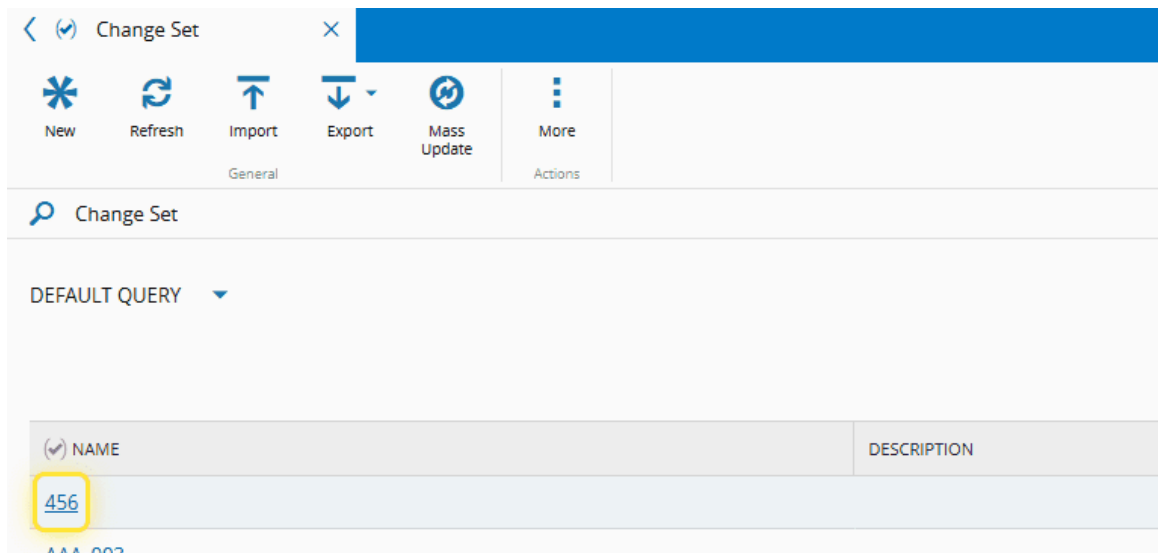 Change Set
New Refresh Import Export Mass Update More
General Actions
Change Set
DEFAULT QUERY
NAME DESCRIPTION
456